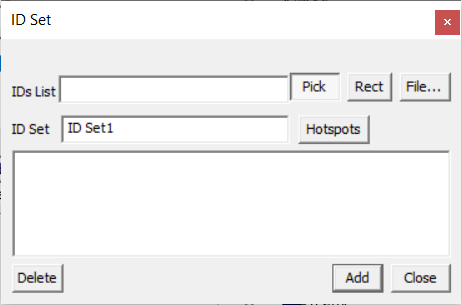 ID Set
IDs List Pick Rect File...
ID Set ID Set1 Hotspots
Delete Add Close